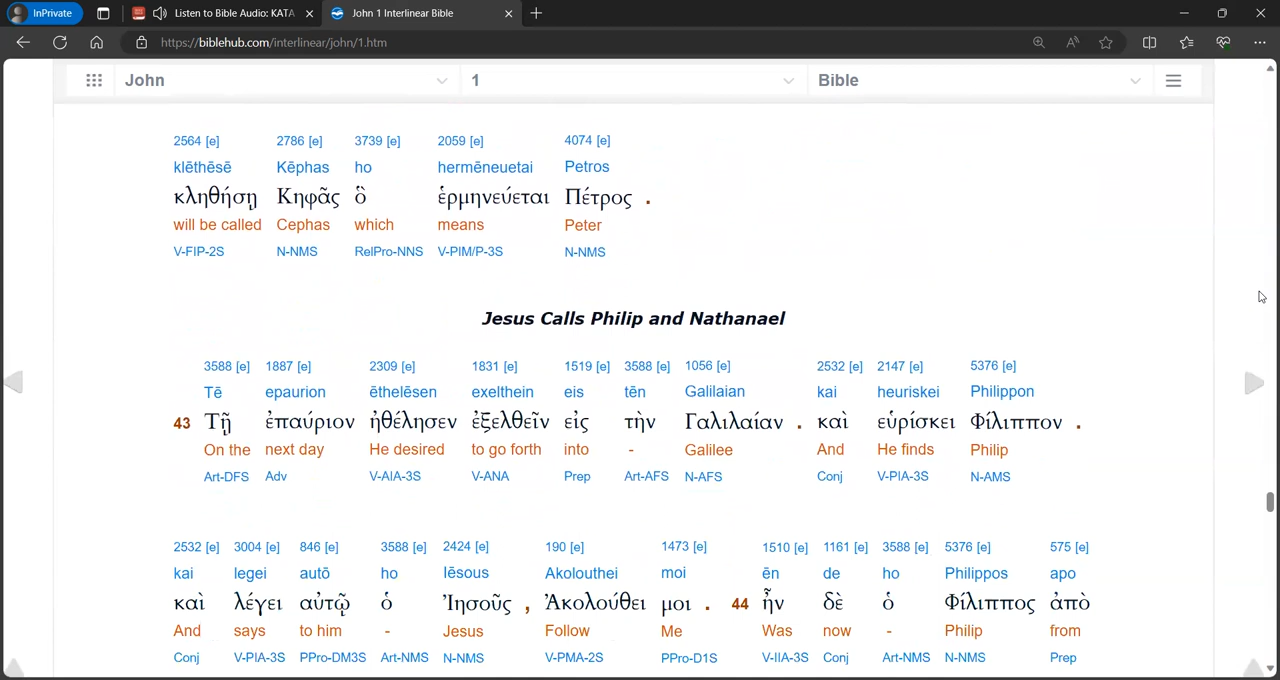 InPrivate
Listen to Bible Audio: KATA
John 1 Interlinear Bible
https://biblehub.com/interlinear/john/1.htm
John 1 Bible
2564 [e] 2786 [e] 3739 [e] 2059 [e] 4074 [e]
klēthēsē Kēphas ho hermēneuetai Petros
κληθήσῃ Κηφᾶς ὃ ἑρμηνεύεται Πέτρος .
will be called Cephas which means Peter
V-FIP-2S N-NMS RelPro-NNS V-PIM/P-3S N-NMS
Jesus Calls Philip and Nathanael
3588 [e] 1887 [e] 2309 [e] 1831 [e] 1519 [e] 3588 [e] 1056 [e] 2532 [e] 2147 [e] 5376 [e]
Tē epaurion ēthelēsen exelthein eis tēn Galilaian kai heuriskei Philippon
43 Τῇ ἐπαύριον ἠθέλησεν ἐξελθεῖν εἰς τὴν Γαλιλαίαν . καὶ εὑρίσκει Φίλιππον .
On the next day He desired to go forth into - Galilee And He finds Philip
Art-DFS Adv V-AIA-3S V-ANA Prep Art-AFS N-AFS Conj V-PIA-3S N-AMS
2532 [e] 3004 [e] 846 [e] 3588 [e] 2424 [e] 190 [e] 1473 [e] 1510 [e] 1161 [e] 3588 [e] 5376 [e] 575 [e]
kai legei autō ho Iēsous Akolouthei moi ēn de ho Philippos apo
καὶ λέγει αὐτῷ ὁ Ἰησοῦς , Ἀκολούθει μοι . 44 ἦν δὲ ὁ Φίλιππος ἀπὸ
And says to him - Jesus Follow Me Was now - Philip from
Conj V-PIA-3S PPro-DM3S Art-NMS N-NMS V-PMA-2S PPro-D1S V-IIA-3S Conj Art-NMS N-NMS Prep